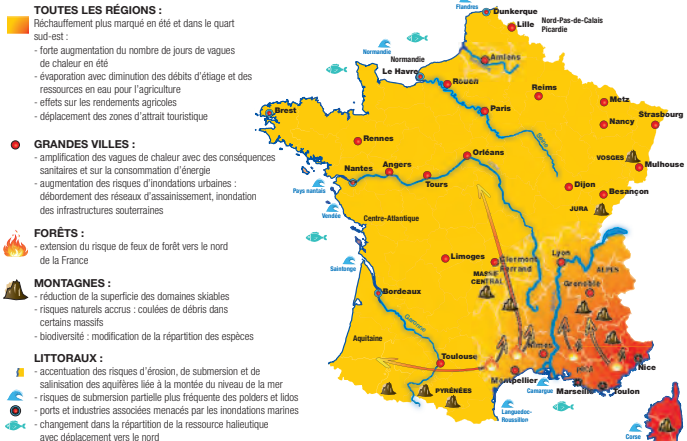 TOUTES LES RÉGIONS :
Réchauffement plus marqué en été et dans le quart
sud-est :
- forte augmentation du nombre de jours de vagues
de chaleur en été
- évaporation avec diminution des débits d'étiage et des
ressources en eau pour l'agriculture
- effets sur les rendements agricoles
- déplacement des zones d'attrait touristique
GRANDES VILLES :
- amplification des vagues de chaleur avec des conséquences
sanitaires et sur la consommation d'énergie
- augmentation des risques d'inondations urbaines :
débordement des réseaux d'assainissement, inondation
des infrastructures souterraines
FORÊTS :
- extension du risque de feux de forêt vers le nord
de la France
MONTAGNES :
- réduction de la superficie des domaines skiables
- risques naturels accrus : coulées de débris dans
certains massifs
- biodiversité : modification de la répartition des espèces
LITTORAUX :
- accentuation des risques d'érosion, de submersion et de
salinisation des aquifères liée à la montée du niveau de la mer
- risques de submersion partielle plus fréquente des polders et lidos
- ports et industries associées menacés par les inondations marines
- changement dans la répartition de la ressource halieutique
avec déplacement vers le nord
Flandres
Dunkerque
Lille
Nord-Pas-de-Calais
Picardie
Normandie
Normandie
Amiens
Le Havre
Rouen
Reims
Metz
Paris
Strasbourg
Brest
Nancy
Seine
Rennes
Orléans
VOSGES
Mulhouse
Nantes
Angers
Tours
Dijon
Besançon
Pays nantais
JURA
Vendée
Centre-Atlantique
Limoges
Clermont
Ferrand
Lyon
ALPES
Saintonge
MASSIF
CENTRAL
Grenoble
Bordeaux
Garonne
Aquitaine
Nîmes
Toulouse
Nice
Montpellier
Marseille
Toulon
PYRÉNÉES
Camargue
Languedoc-
Roussillon
Corse